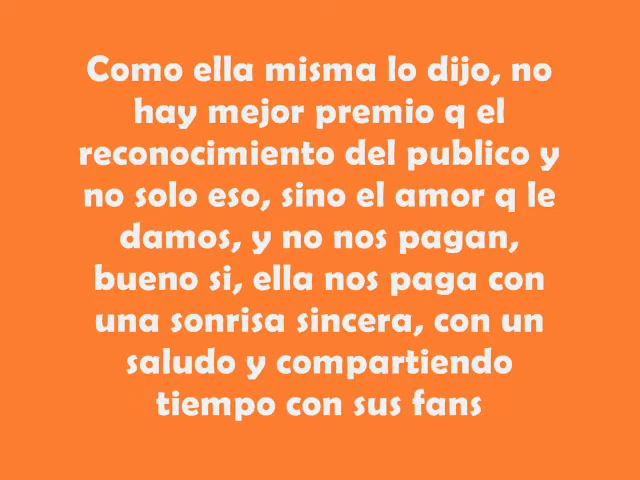 Como ella misma lo dijo, no
hay mejor premio q el
reconocimiento del publico y
no solo eso, sino el amor q le
damos, y no nos pagan,
bueno si, ella nos paga con
una sonrisa sincera, con un
saludo y compartiendo
tiempo con sus fans